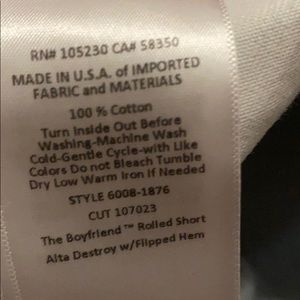 RN# 105230 CA# 58350
MADE IN U.S.A. of IMPORTED
FABRIC and MATERIALS
100 % Cotton
Turn Inside Out Before
Washing-Machine Wash
Cold-Gentle Cycle-with Like
Colors Do not Bleach Tumble
Dry Low Warm Iron If Needed
STYLE 6008-1876
CUT 107023
The Boyfriend ™ Rolled Short
Alta Destroy w/Flipped Hem